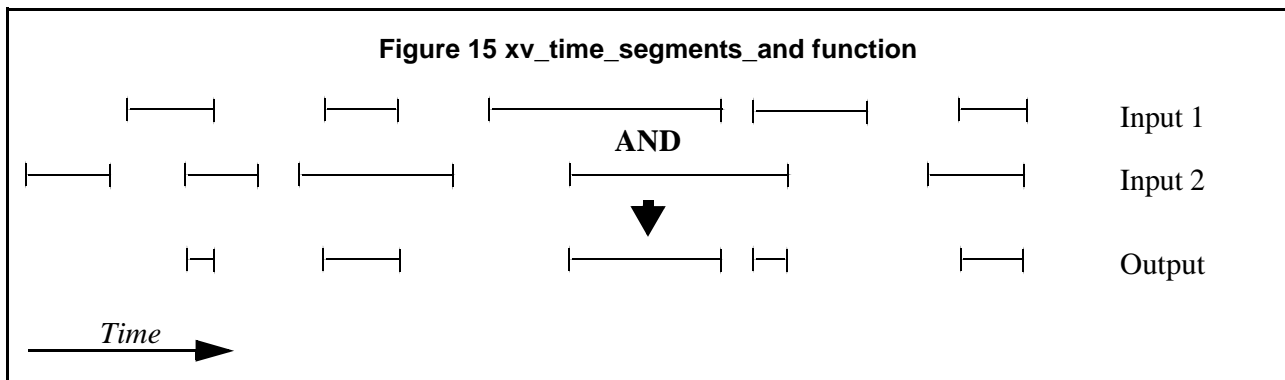 Figure 15 xv_time_segments_and function
Input 1
AND
Input 2
Output
Time